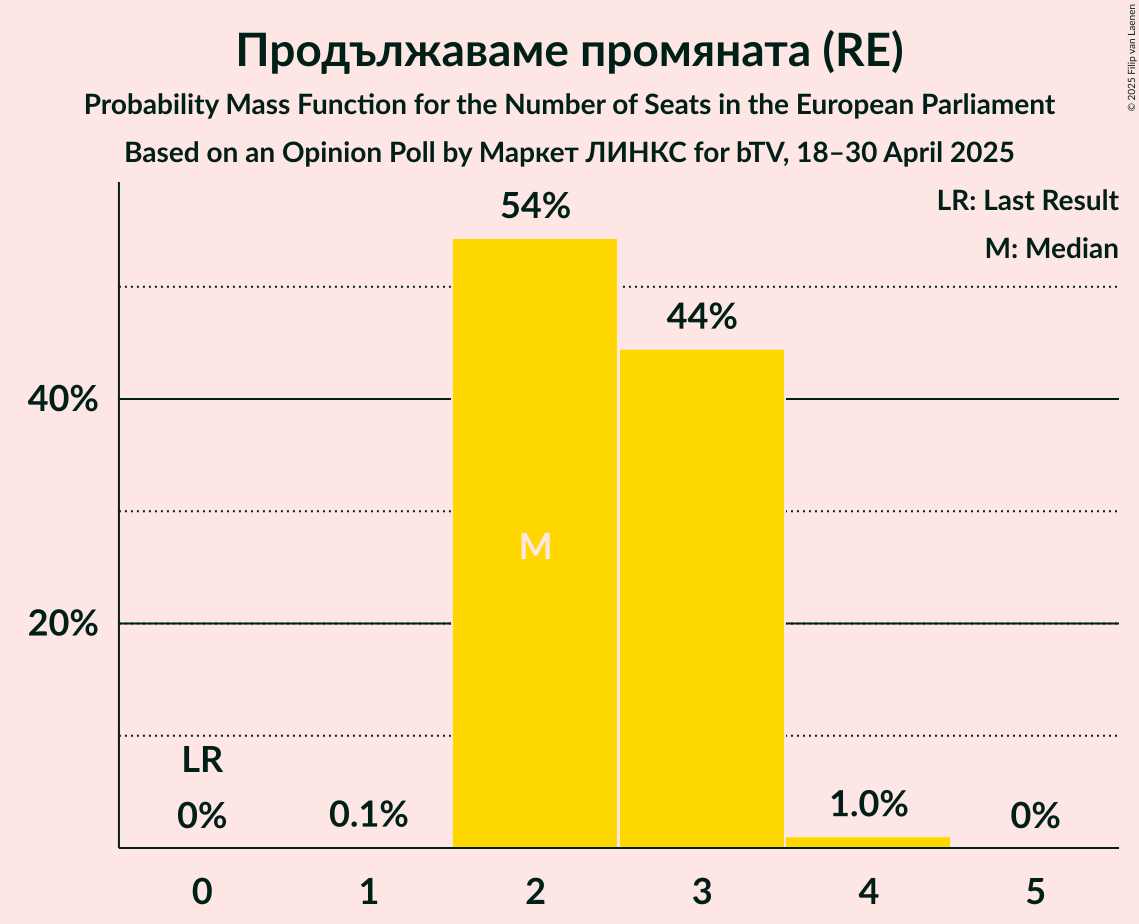 Продължаваме промяната (RE)
Probability Mass Function for the Number of Seats in the European Parliament
Based on an Opinion Poll by Маркет ЛИНКС for bTV, 18–30 April 2025
© 2025 Filip van Laenen
LR: Last Result
M: Median
54%
44%
40%
M
20%
LR
0%
0.1%
1.0%
0%
0
1
2
3
4
5